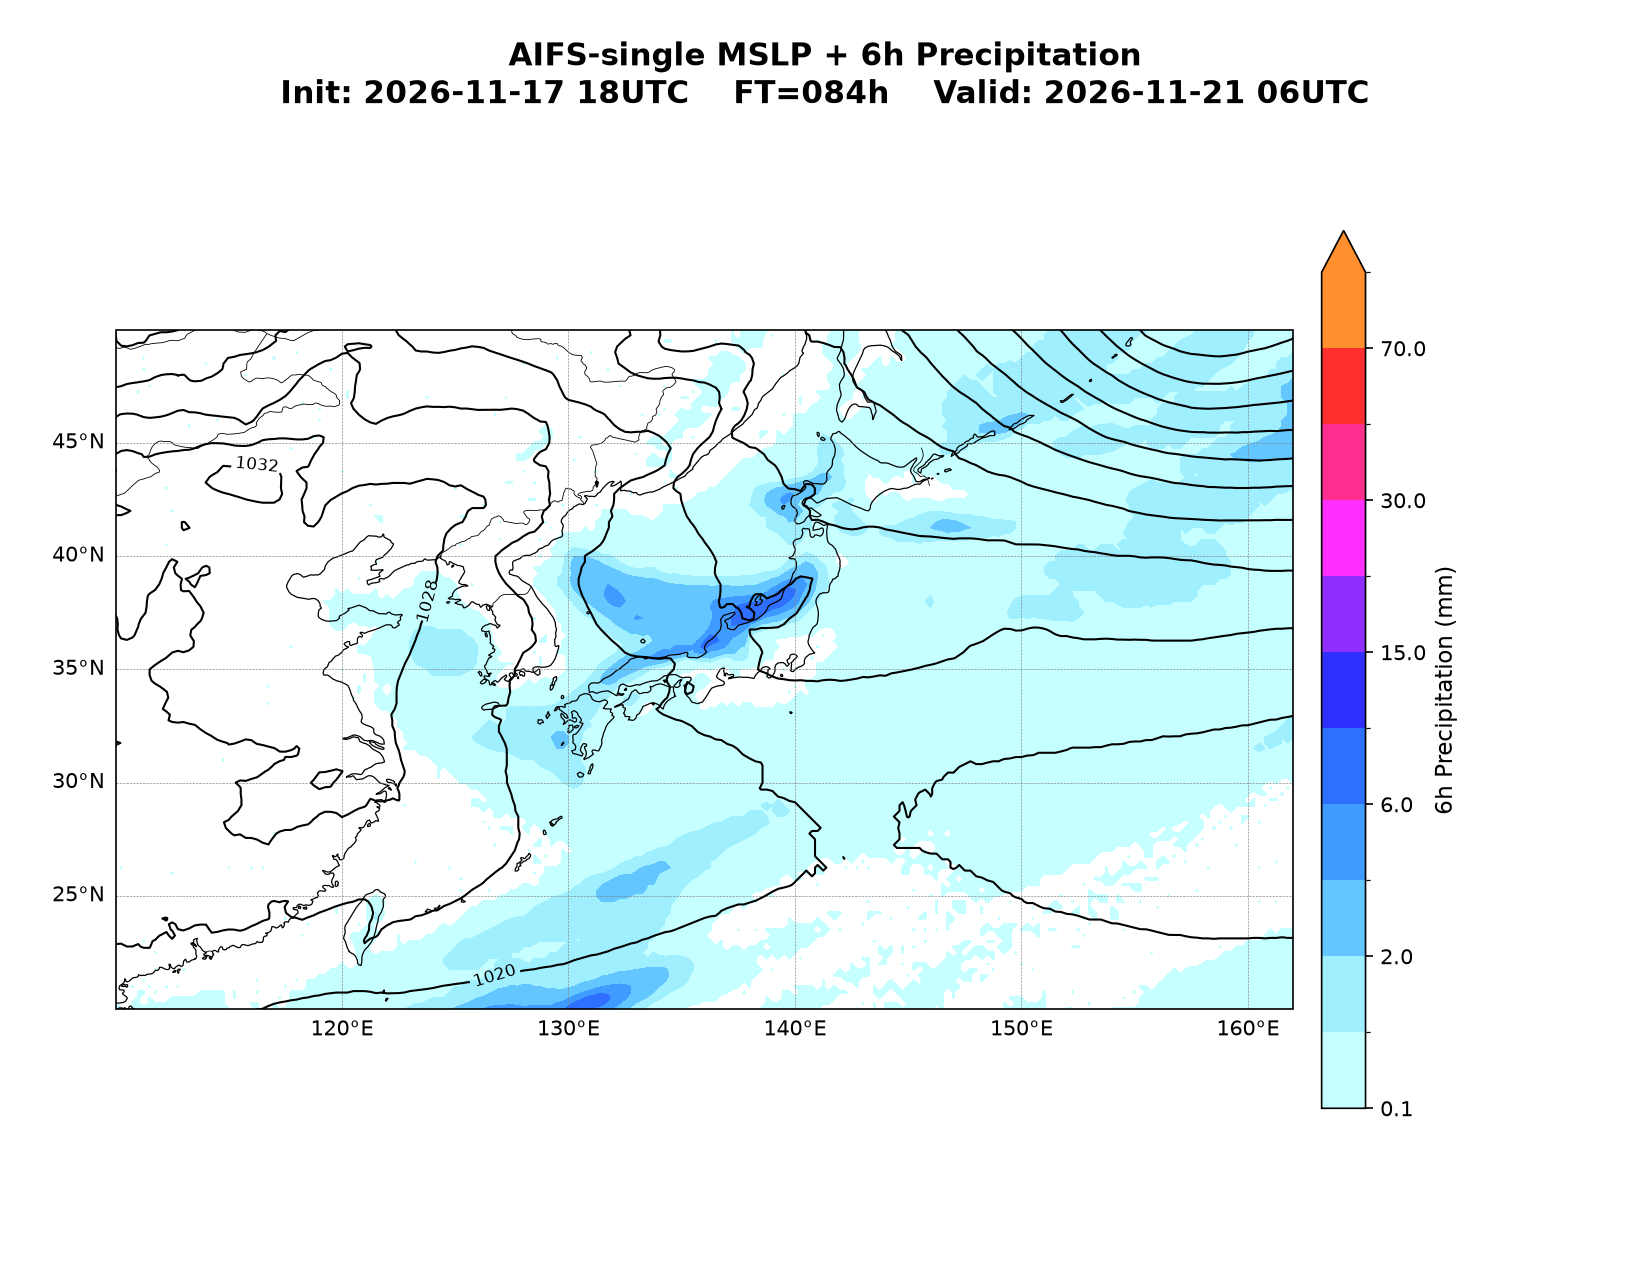 AIFS-single MSLP + 6h Precipitation
Init: 2026-11-17 18UTC    FT=084h    Valid: 2026-11-21 06UTC
70.0
30.0
15.0
6.0
2.0
0.1
6h Precipitation (mm)
45°N
40°N
35°N
30°N
25°N
1032
1028
1020
120°E
130°E
140°E
150°E
160°E